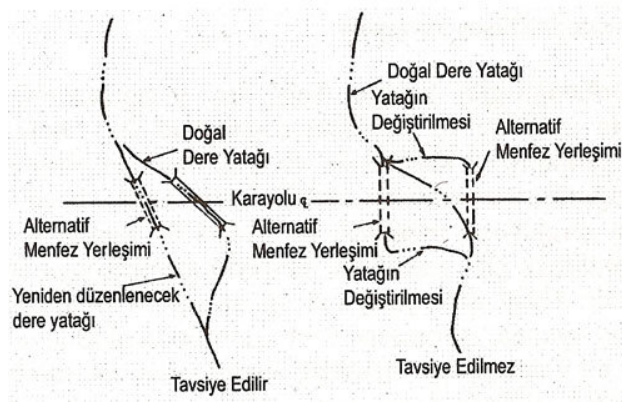 Doğal
Dere Yatağı
Alternatif
Menfez Yerleşimi
Yeniden düzenlenecek
dere yatağı
Tavsiye Edilir
Karayolu ȼ
Doğal Dere Yatağı
Yatağın
Değiştirilmesi
Alternatif
Menfez Yerleşimi
Alternatif
Menfez Yerleşimi
Yatağın
Değiştirilmesi
Tavsiye Edilmez